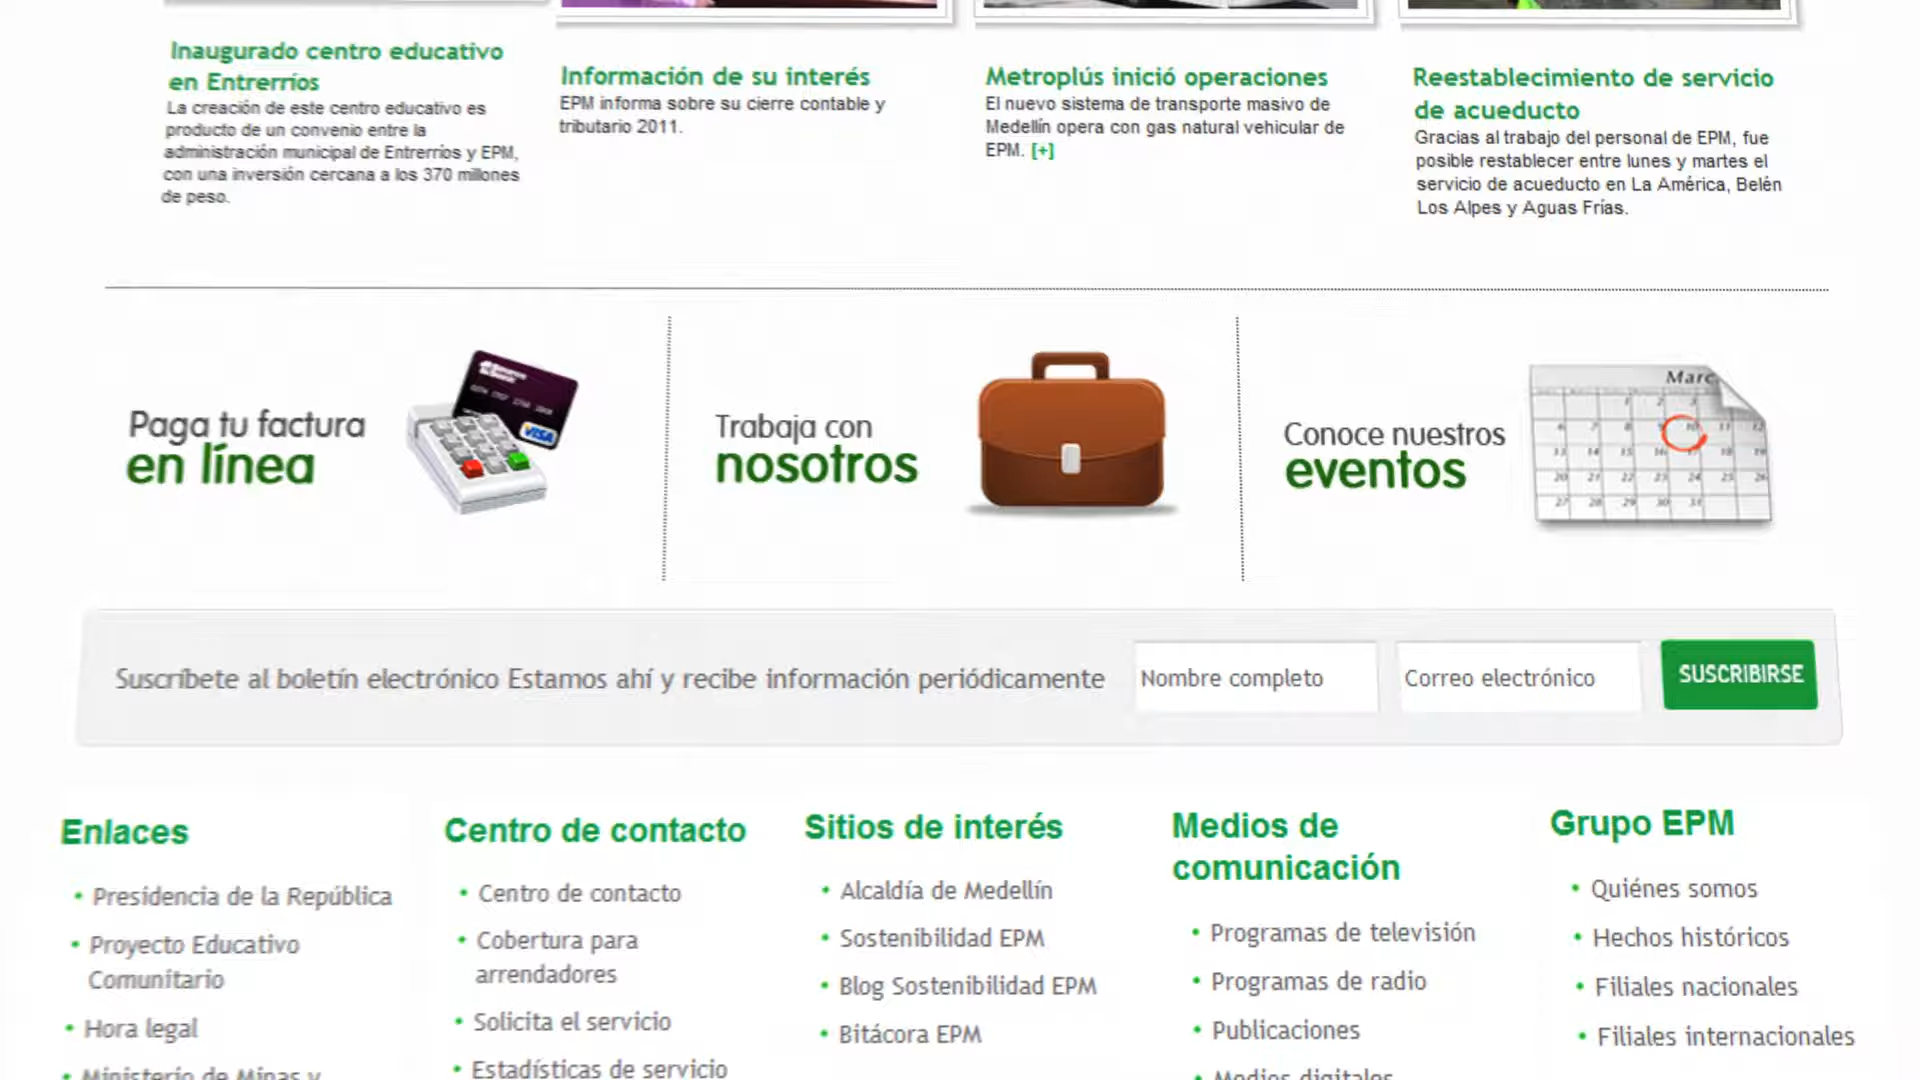 Inaugurado centro educativo
en Entrerríos
La creación de este centro educativo es
producto de un convenio entre la
administración municipal de Entrerríos y EPM,
con una inversión cercana a los 370 millones
de peso.
Información de su interés
EPM informa sobre su cierre contable y
tributario 2011.
Metroplús inició operaciones
El nuevo sistema de transporte masivo de
Medellín opera con gas natural vehicular de
EPM. [+]
Reestablecimiento de servicio
de acueducto
Gracias al trabajo del personal de EPM, fue
posible restablecer entre lunes y martes el
servicio de acueducto en La América, Belén
Los Alpes y Aguas Frías.
Paga tu factura
en línea
VISA
Trabaja con
nosotros
Conoce nuestros
eventos
Suscríbete al boletín electrónico Estamos ahí y recibe información periódicamente
Nombre completo
Correo electrónico
SUSCRIBIRSE
Enlaces
• Presidencia de la República
• Proyecto Educativo
Comunitario
• Hora legal
• Ministerio de Minas y
Centro de contacto
• Centro de contacto
• Cobertura para
arrendadores
• Solicita el servicio
• Estadísticas de servicio
Sitios de interés
• Alcaldía de Medellín
• Sostenibilidad EPM
• Blog Sostenibilidad EPM
• Bitácora EPM
Medios de
comunicación
• Programas de televisión
• Programas de radio
• Publicaciones
• Medios digitales
Grupo EPM
• Quiénes somos
• Hechos históricos
• Filiales nacionales
• Filiales internacionales